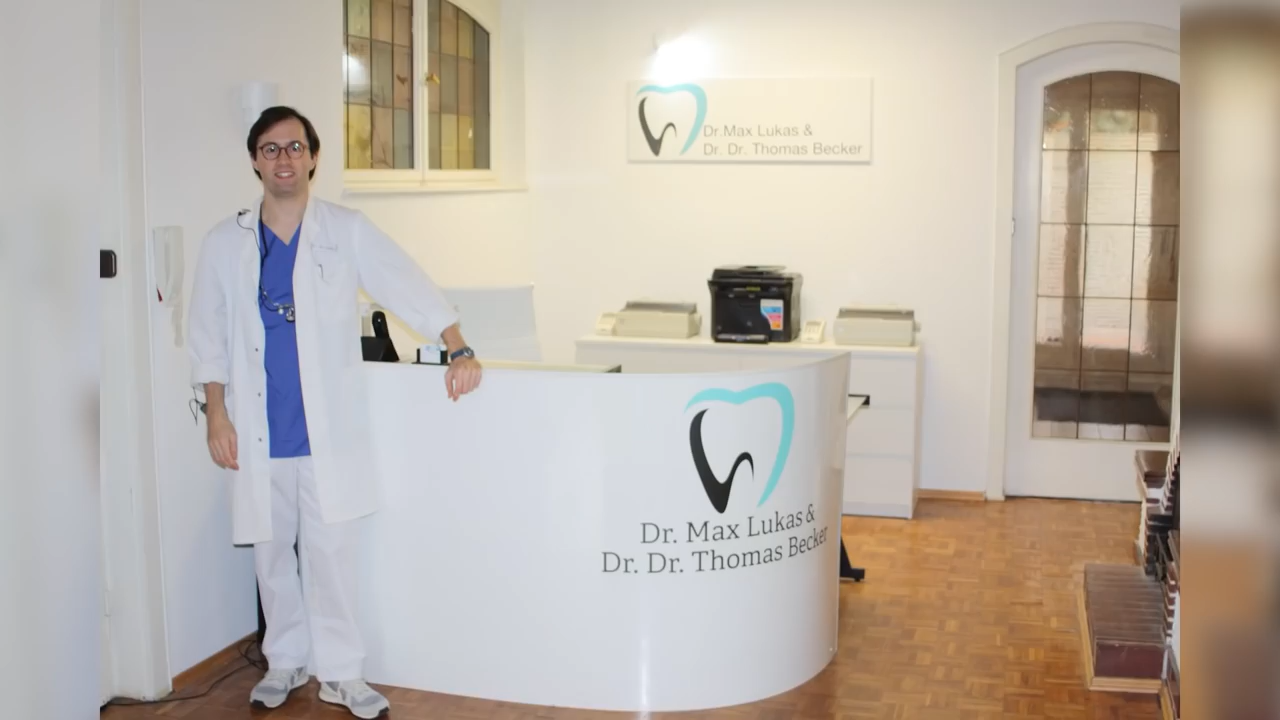 Dr.Max Lukas &
Dr. Dr. Thomas Becker
Dr. Max Lukas &
Dr. Dr. Thomas Becker